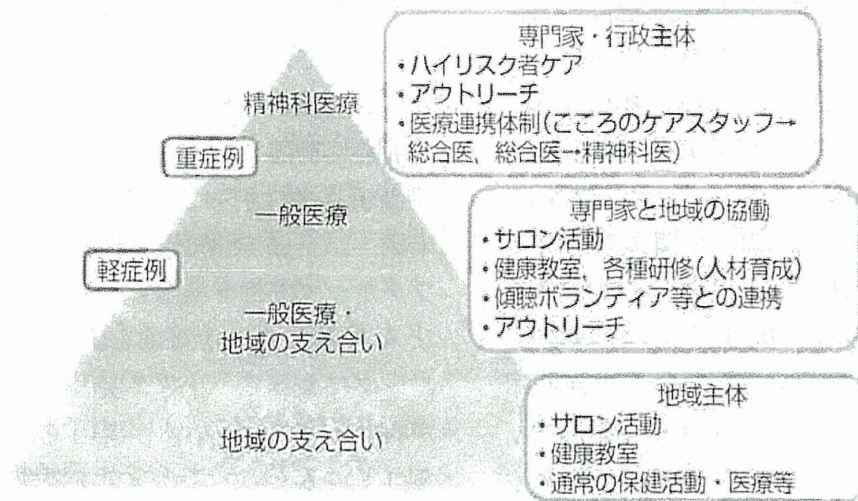 専門家・行政主体
・ハイリスク者ケア
・アウトリーチ
・医療連携体制(こころのケアスタッフ→
総合医，総合医→精神科医)
精神科医療
重症例
一般医療
専門家と地域の協働
・サロン活動
・健康教室，各種研修(人材育成)
・傾聴ボランティア等との連携
・アウトリーチ
軽症例
一般医療・
地域の支え合い
地域主体
・サロン活動
・健康教室
・通常の保健活動・医療等
地域の支え合い